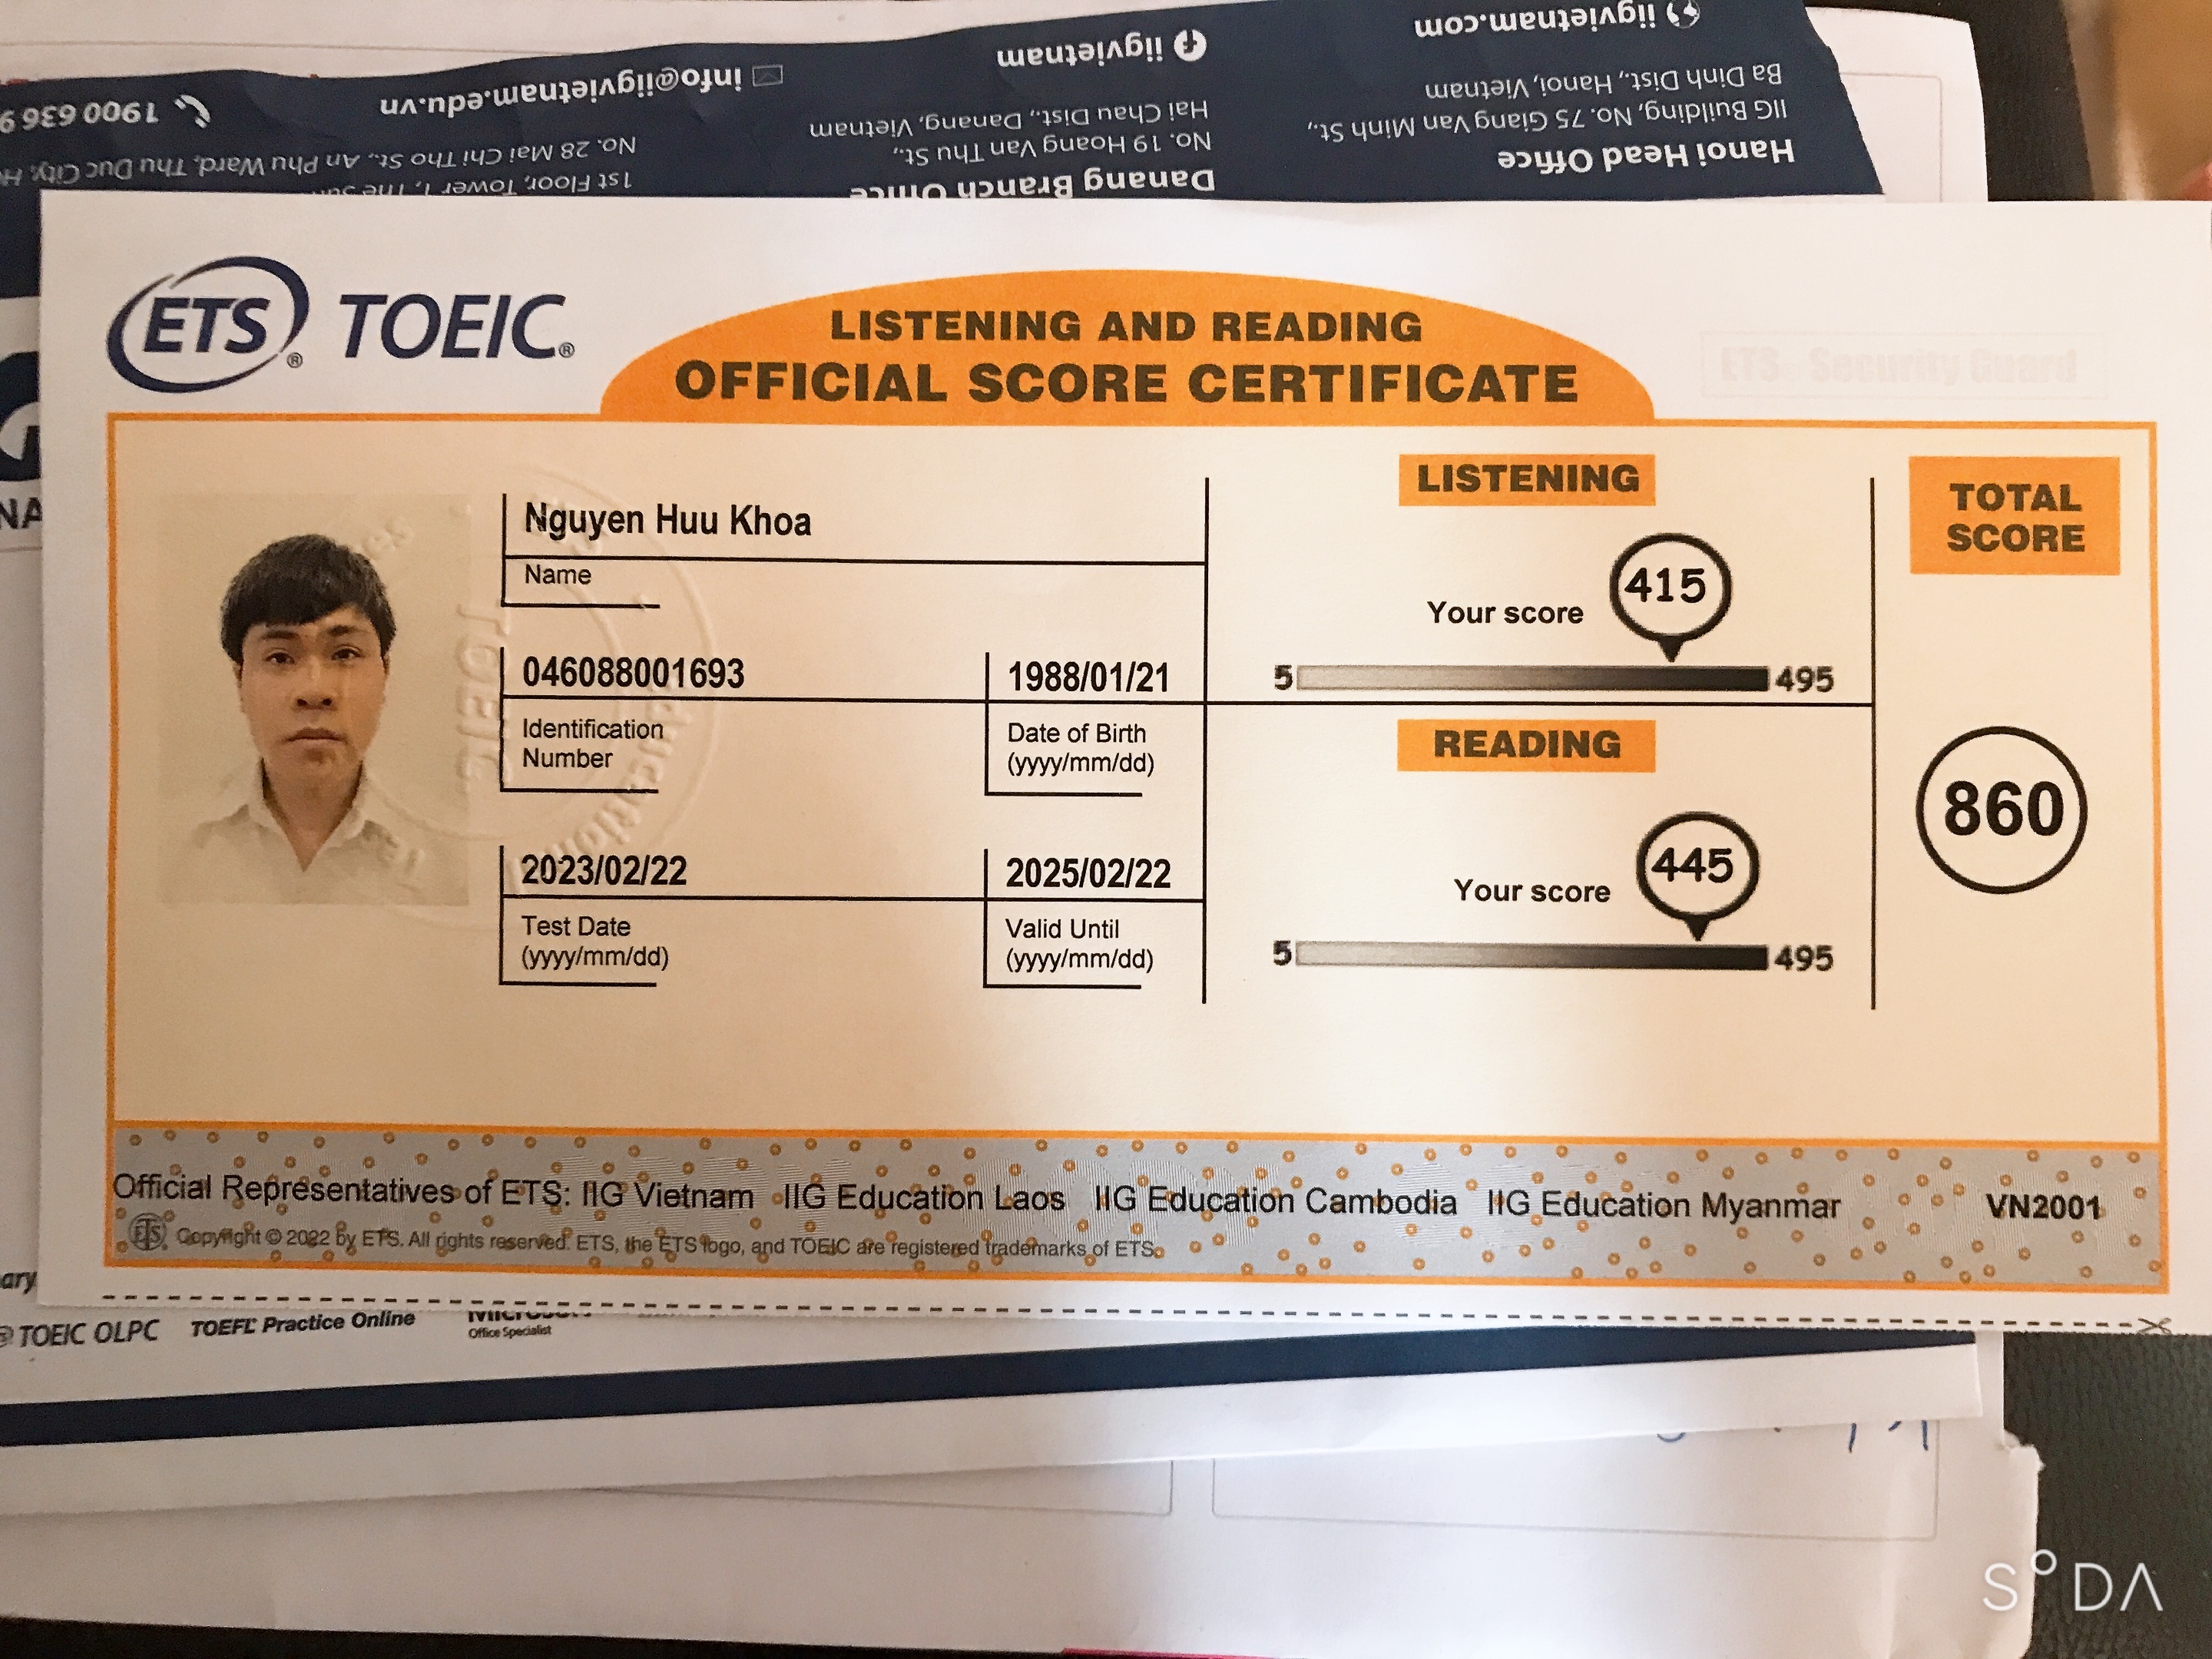 iigvietnam.com
iigvietnam
info@iigvietnam.edu.vn
1900 636 9
Hanoi Head Office
IIG Building, No. 75 Giang Van Minh St.,
Ba Dinh Dist., Hanoi, Vietnam
Danang Branch Office
No. 19 Hoang Van Thu St.,
Hai Chau Dist., Danang, Vietnam
1st Floor, Tower 1, The Sun
No. 28 Mai Chi Tho St., An Phu Ward, Thu Duc City, H
G
NA
ETS® TOEIC®
LISTENING AND READING
OFFICIAL SCORE CERTIFICATE
ETS Security Guard
Nguyen Huu Khoa
Name
046088001693
Identification
Number
1988/01/21
Date of Birth
(yyyy/mm/dd)
2023/02/22
Test Date
(yyyy/mm/dd)
2025/02/22
Valid Until
(yyyy/mm/dd)
TOEIC
LISTENING
Your score 415
5 495
READING
Your score 445
5 495
TOTAL
SCORE
860
Official Representatives of ETS: IIG Vietnam IIG Education Laos IIG Education Cambodia IIG Education Myanmar VN2001
ETS Copyright © 2022 by ETS. All rights reserved. ETS, the ETS logo, and TOEIC are registered trademarks of ETS.
ary
TOEIC OLPC TOEFL Practice Online Microsoft
Office Specialist
SODA